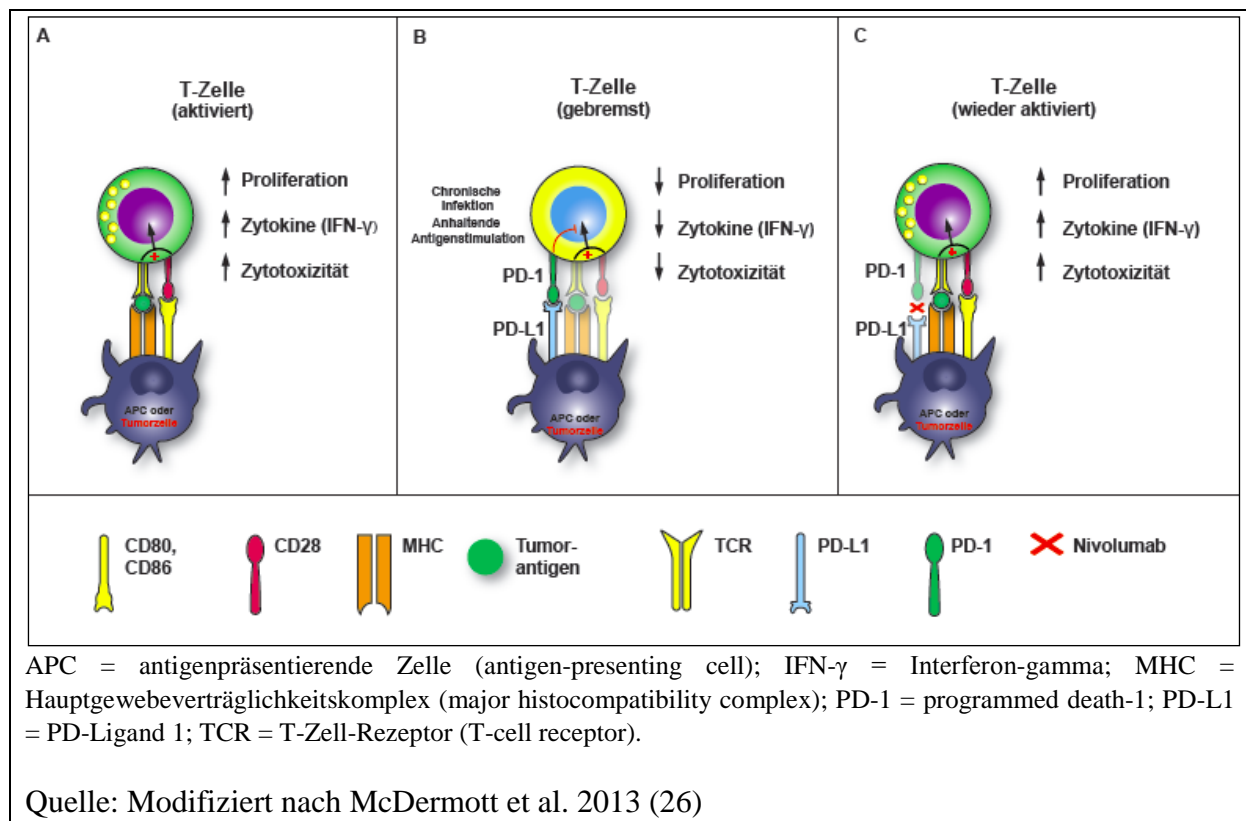 A
T-Zelle
(aktiviert)
Proliferation
Zytokine (IFN-γ)
Zytotoxizität
APC oder
Tumorzelle
B
T-Zelle
(gebremst)
Chronische
Infektion
Anhaltende
Antigenstimulation
Proliferation
Zytokine (IFN-γ)
Zytotoxizität
PD-1
PD-L1
APC oder
Tumorzelle
C
T-Zelle
(wieder aktiviert)
Proliferation
Zytokine (IFN-γ)
Zytotoxizität
PD-1
PD-L1
APC oder
Tumorzelle
CD80,
CD86
CD28
MHC
Tumor-
antigen
TCR
PD-L1
PD-1
Nivolumab
APC = antigenpräsentierende Zelle (antigen-presenting cell); IFN-γ = Interferon-gamma; MHC =
Hauptgewebeverträglichkeitskomplex (major histocompatibility complex); PD-1 = programmed death-1; PD-L1
= PD-Ligand 1; TCR = T-Zell-Rezeptor (T-cell receptor).
Quelle: Modifiziert nach McDermott et al. 2013 (26)